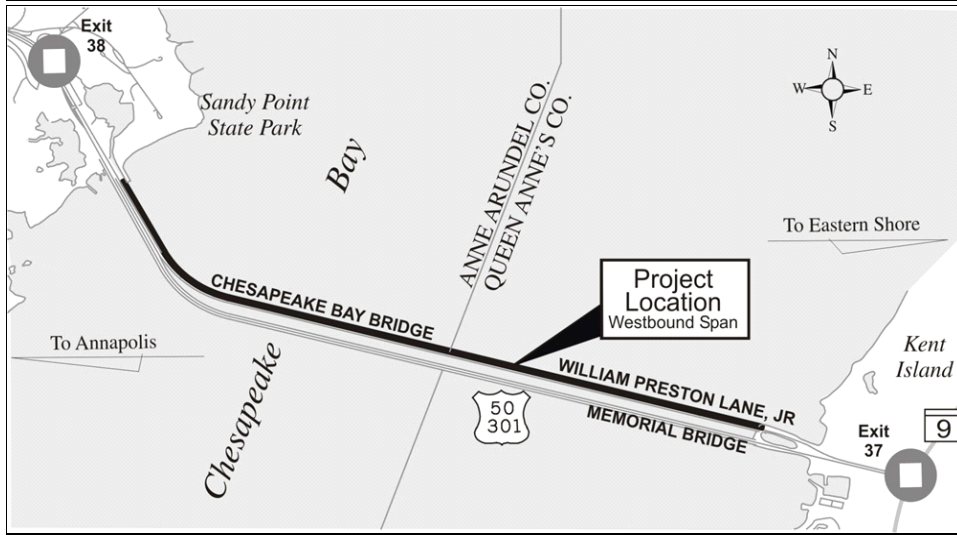 Exit
38
Sandy Point
State Park
Bay
ANNE ARUNDEL CO.
QUEEN ANNE'S CO.
N
W
E
S
To Eastern Shore
CHESAPEAKE BAY BRIDGE
Project
Location
Westbound Span
To Annapolis
Chesapeake
50
301
WILLIAM PRESTON LANE, JR
MEMORIAL BRIDGE
Kent
Island
Exit
37
9